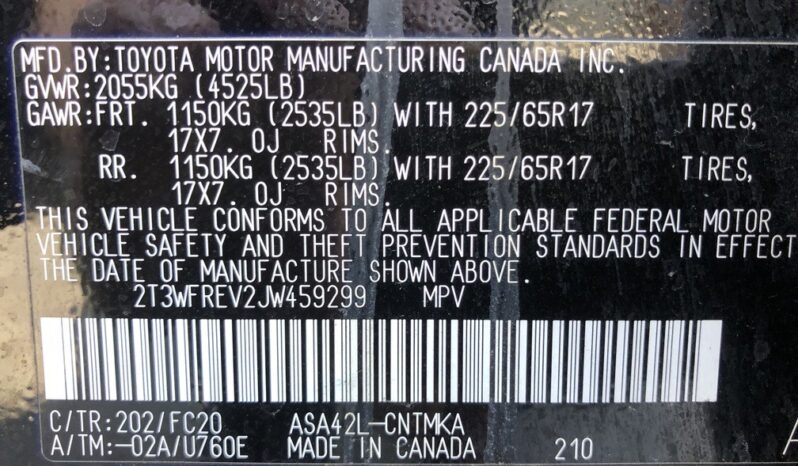 MFD.BY:TOYOTA MOTOR MANUFACTURING CANADA INC.
GVWR:2055KG (4525LB)
GAWR:FRT. 1150KG (2535LB) WITH 225/65R17 TIRES,
17X7. 0J RIMS.
RR. 1150KG (2535LB) WITH 225/65R17 TIRES,
17X7. 0J RIMS.
THIS VEHICLE CONFORMS TO ALL APPLICABLE FEDERAL MOTOR
VEHICLE SAFETY AND THEFT PREVENTION STANDARDS IN EFFECT
THE DATE OF MANUFACTURE SHOWN ABOVE.
2T3WFREV2JW459299 MPV
C/TR:202/FC20 ASA42L-CNTMKA
A/TM:-02A/U760E MADE IN CANADA 210